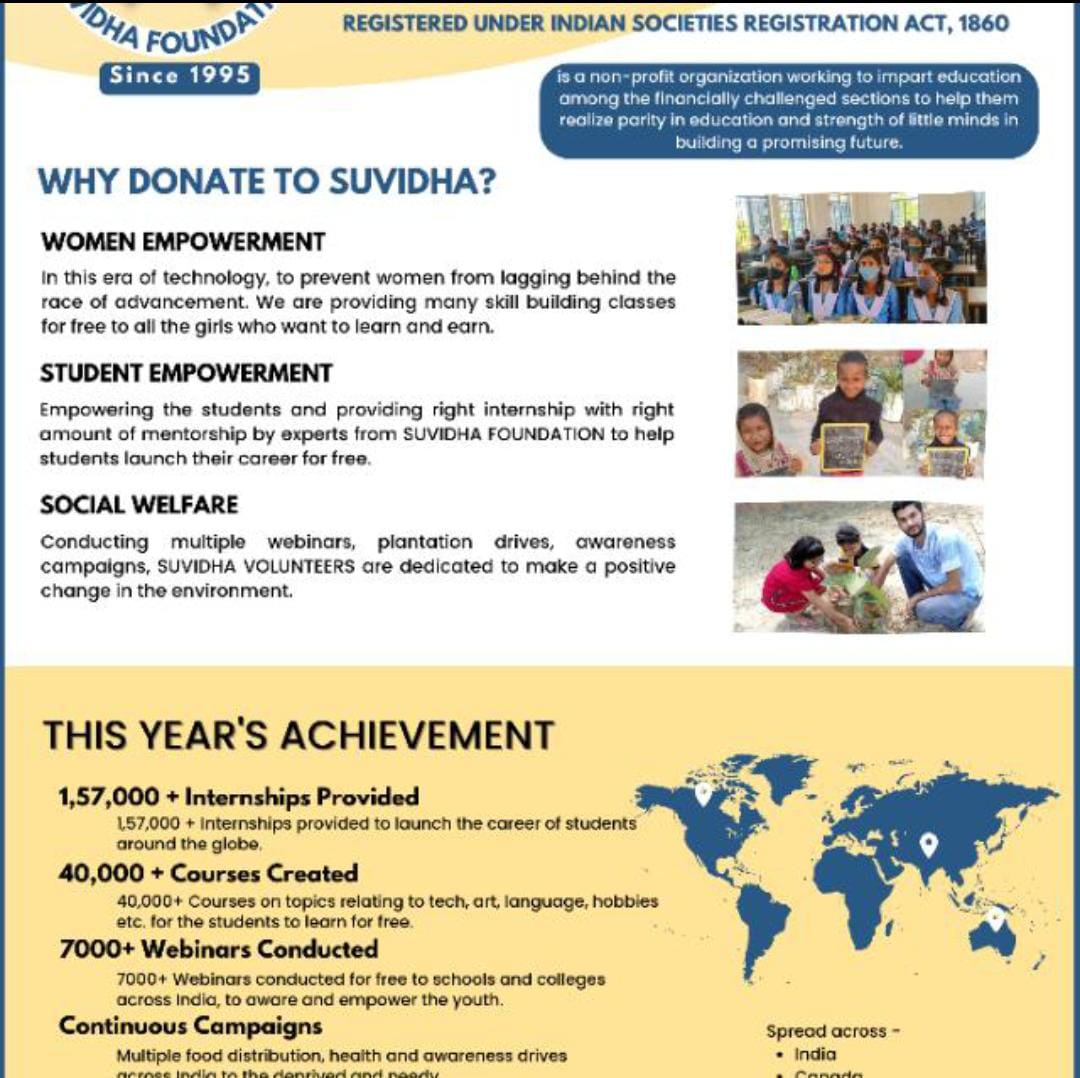 FOUNDAT
Since 1995
REGISTERED UNDER INDIAN SOCIETIES REGISTRATION ACT, 1860
is a non-profit organization working to impart education
among the financially challenged sections to help them
realize parity in education and strength of little minds in
building a promising future.
WHY DONATE TO SUVIDHA?
WOMEN EMPOWERMENT
In this era of technology, to prevent women from lagging behind the
race of advancement. We are providing many skill building classes
for free to all the girls who want to learn and earn.
STUDENT EMPOWERMENT
Empowering the students and providing right internship with right
amount of mentorship by experts from SUVIDHA FOUNDATION to help
students launch their career for free.
SOCIAL WELFARE
Conducting multiple webinars, plantation drives, awareness
campaigns, SUVIDHA VOLUNTEERS are dedicated to make a positive
change in the environment.
THIS YEAR'S ACHIEVEMENT
1,57,000 + Internships Provided
1,57,000 + Internships provided to launch the career of students
around the globe.
40,000 + Courses Created
40,000+ Courses on topics relating to tech, art, language, hobbies
etc. for the students to learn for free.
7000+ Webinars Conducted
7000+ Webinars conducted for free to schools and colleges
across India, to aware and empower the youth.
Continuous Campaigns
Multiple food distribution, health and awareness drives
across India to the deprived and needy
Spread across -
• India
• Canada